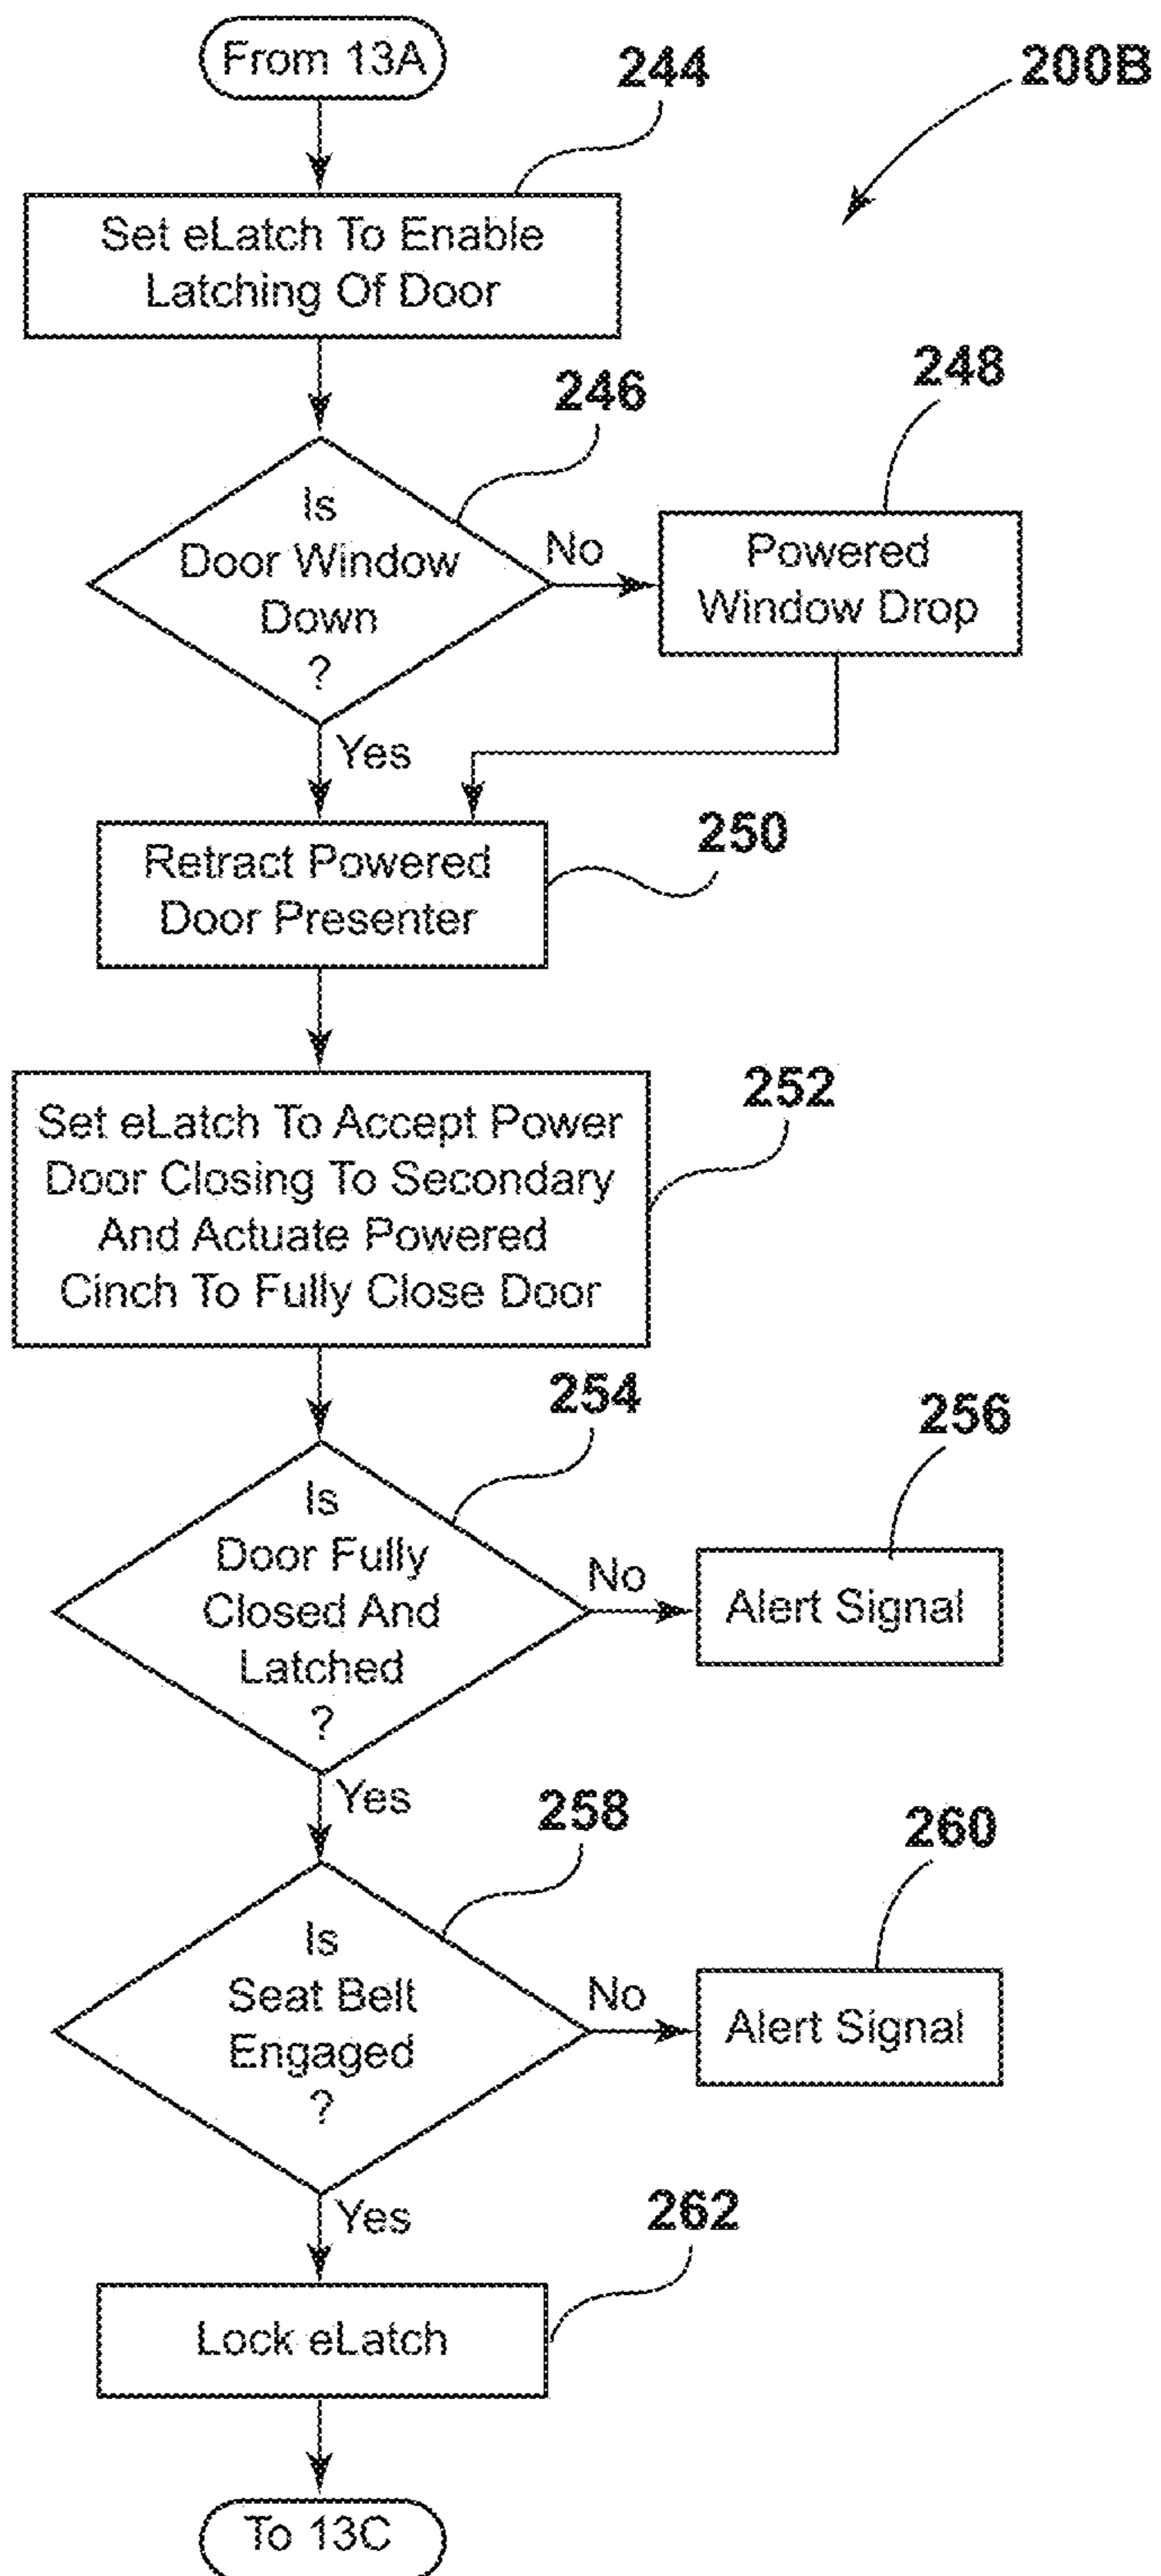 From 13A
244
200B
Set eLatch To Enable
Latching Of Door
246
248
Is
Door Window
Down
?
No
Powered
Window Drop
Yes
Retract Powered
Door Presenter
250
Set eLatch To Accept Power
Door Closing To Secondary
And Actuate Powered
Cinch To Fully Close Door
252
254
256
Is
Door Fully
Closed And
Latched
?
No
Alert Signal
Yes
258
260
Is
Seat Belt
Engaged
?
No
Alert Signal
Yes
262
Lock eLatch
To 13C